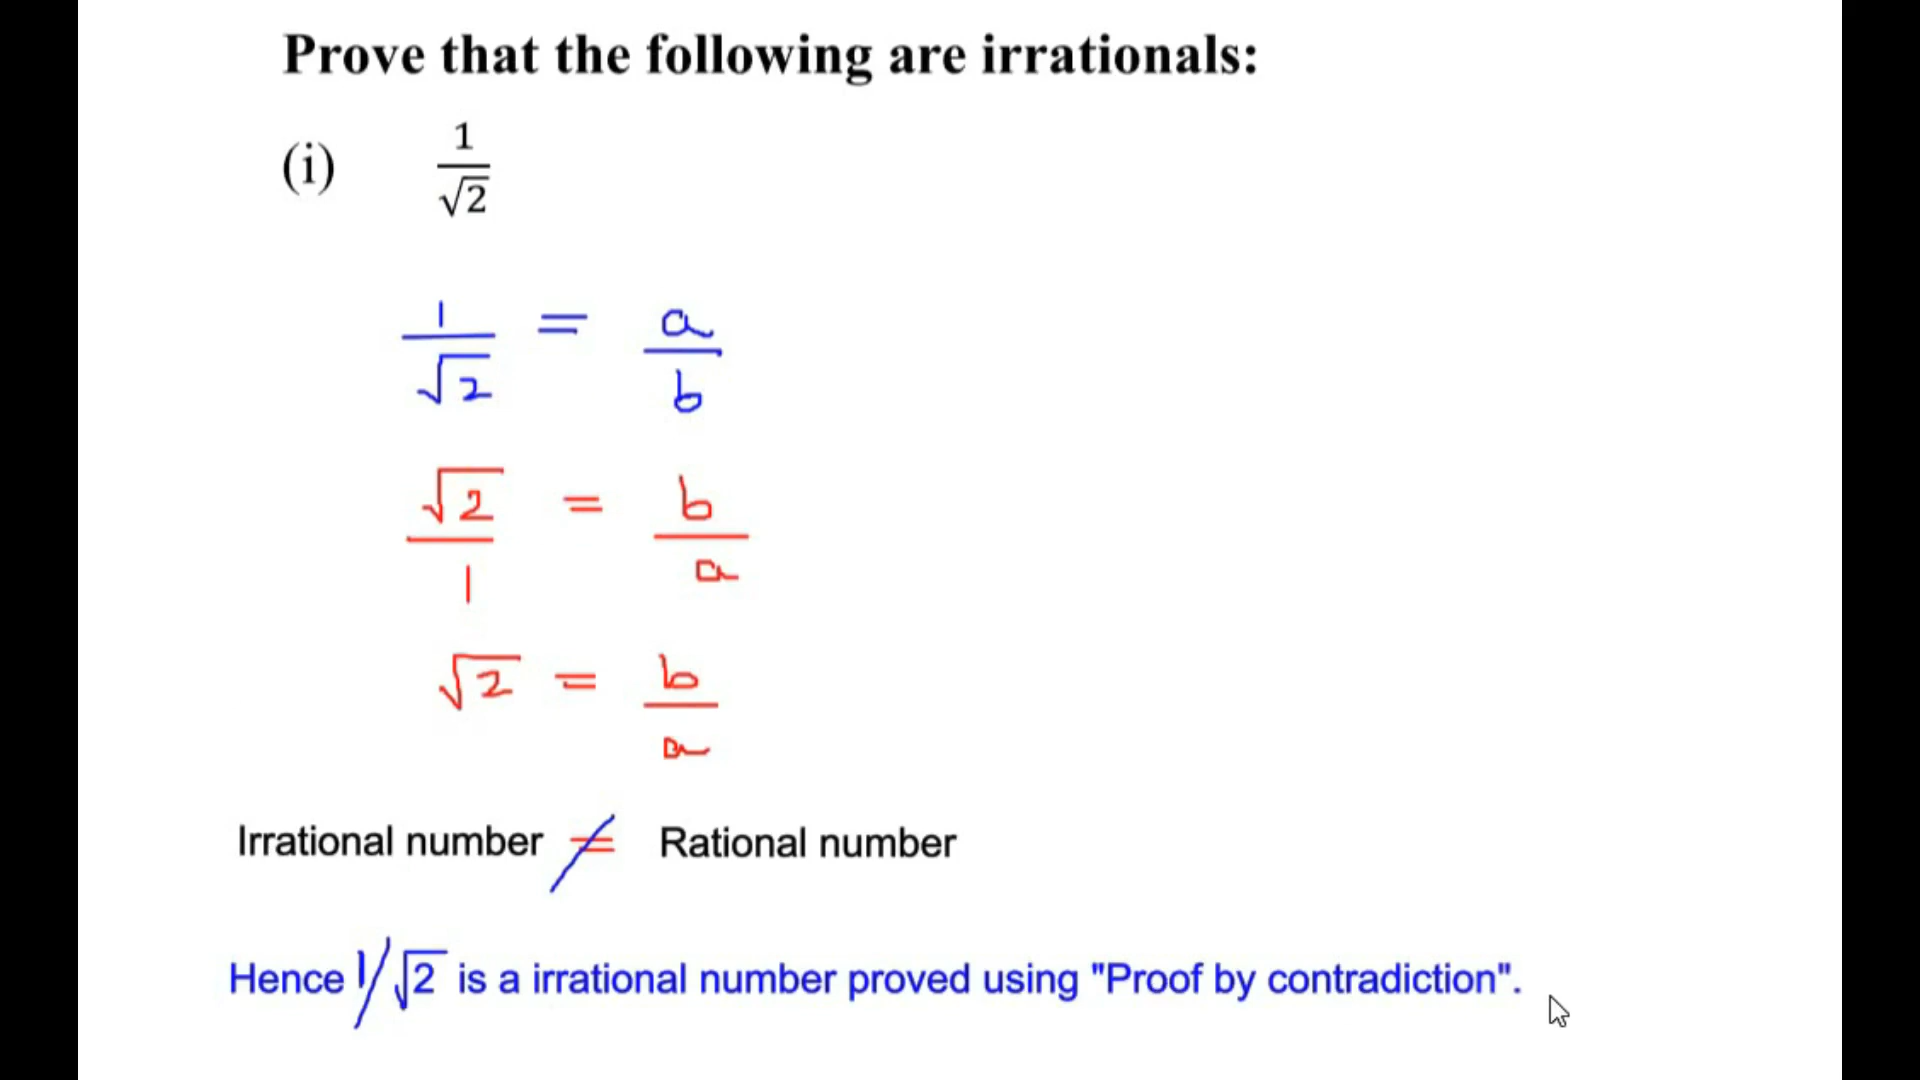 Prove that the following are irrationals:
(i) 1/√2
1/√2 = a/b
√2/1 = b/a
√2 = b/a
Irrational number ≠ Rational number
Hence 1/√2 is a irrational number proved using "Proof by contradiction".